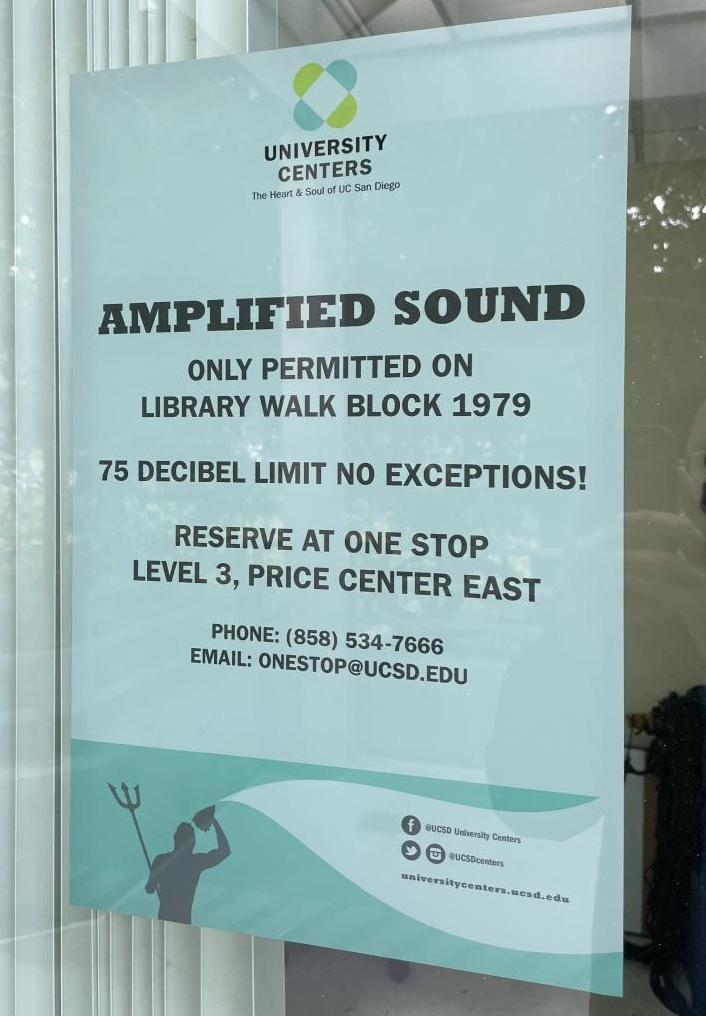 UNIVERSITY
CENTERS
The Heart & Soul of UC San Diego
AMPLIFIED SOUND
ONLY PERMITTED ON
LIBRARY WALK BLOCK 1979
75 DECIBEL LIMIT NO EXCEPTIONS!
RESERVE AT ONE STOP
LEVEL 3, PRICE CENTER EAST
PHONE: (858) 534-7666
EMAIL: ONESTOP@UCSD.EDU
@UCSD University Centers
@UCSDcenters
universitycenters.ucsd.edu